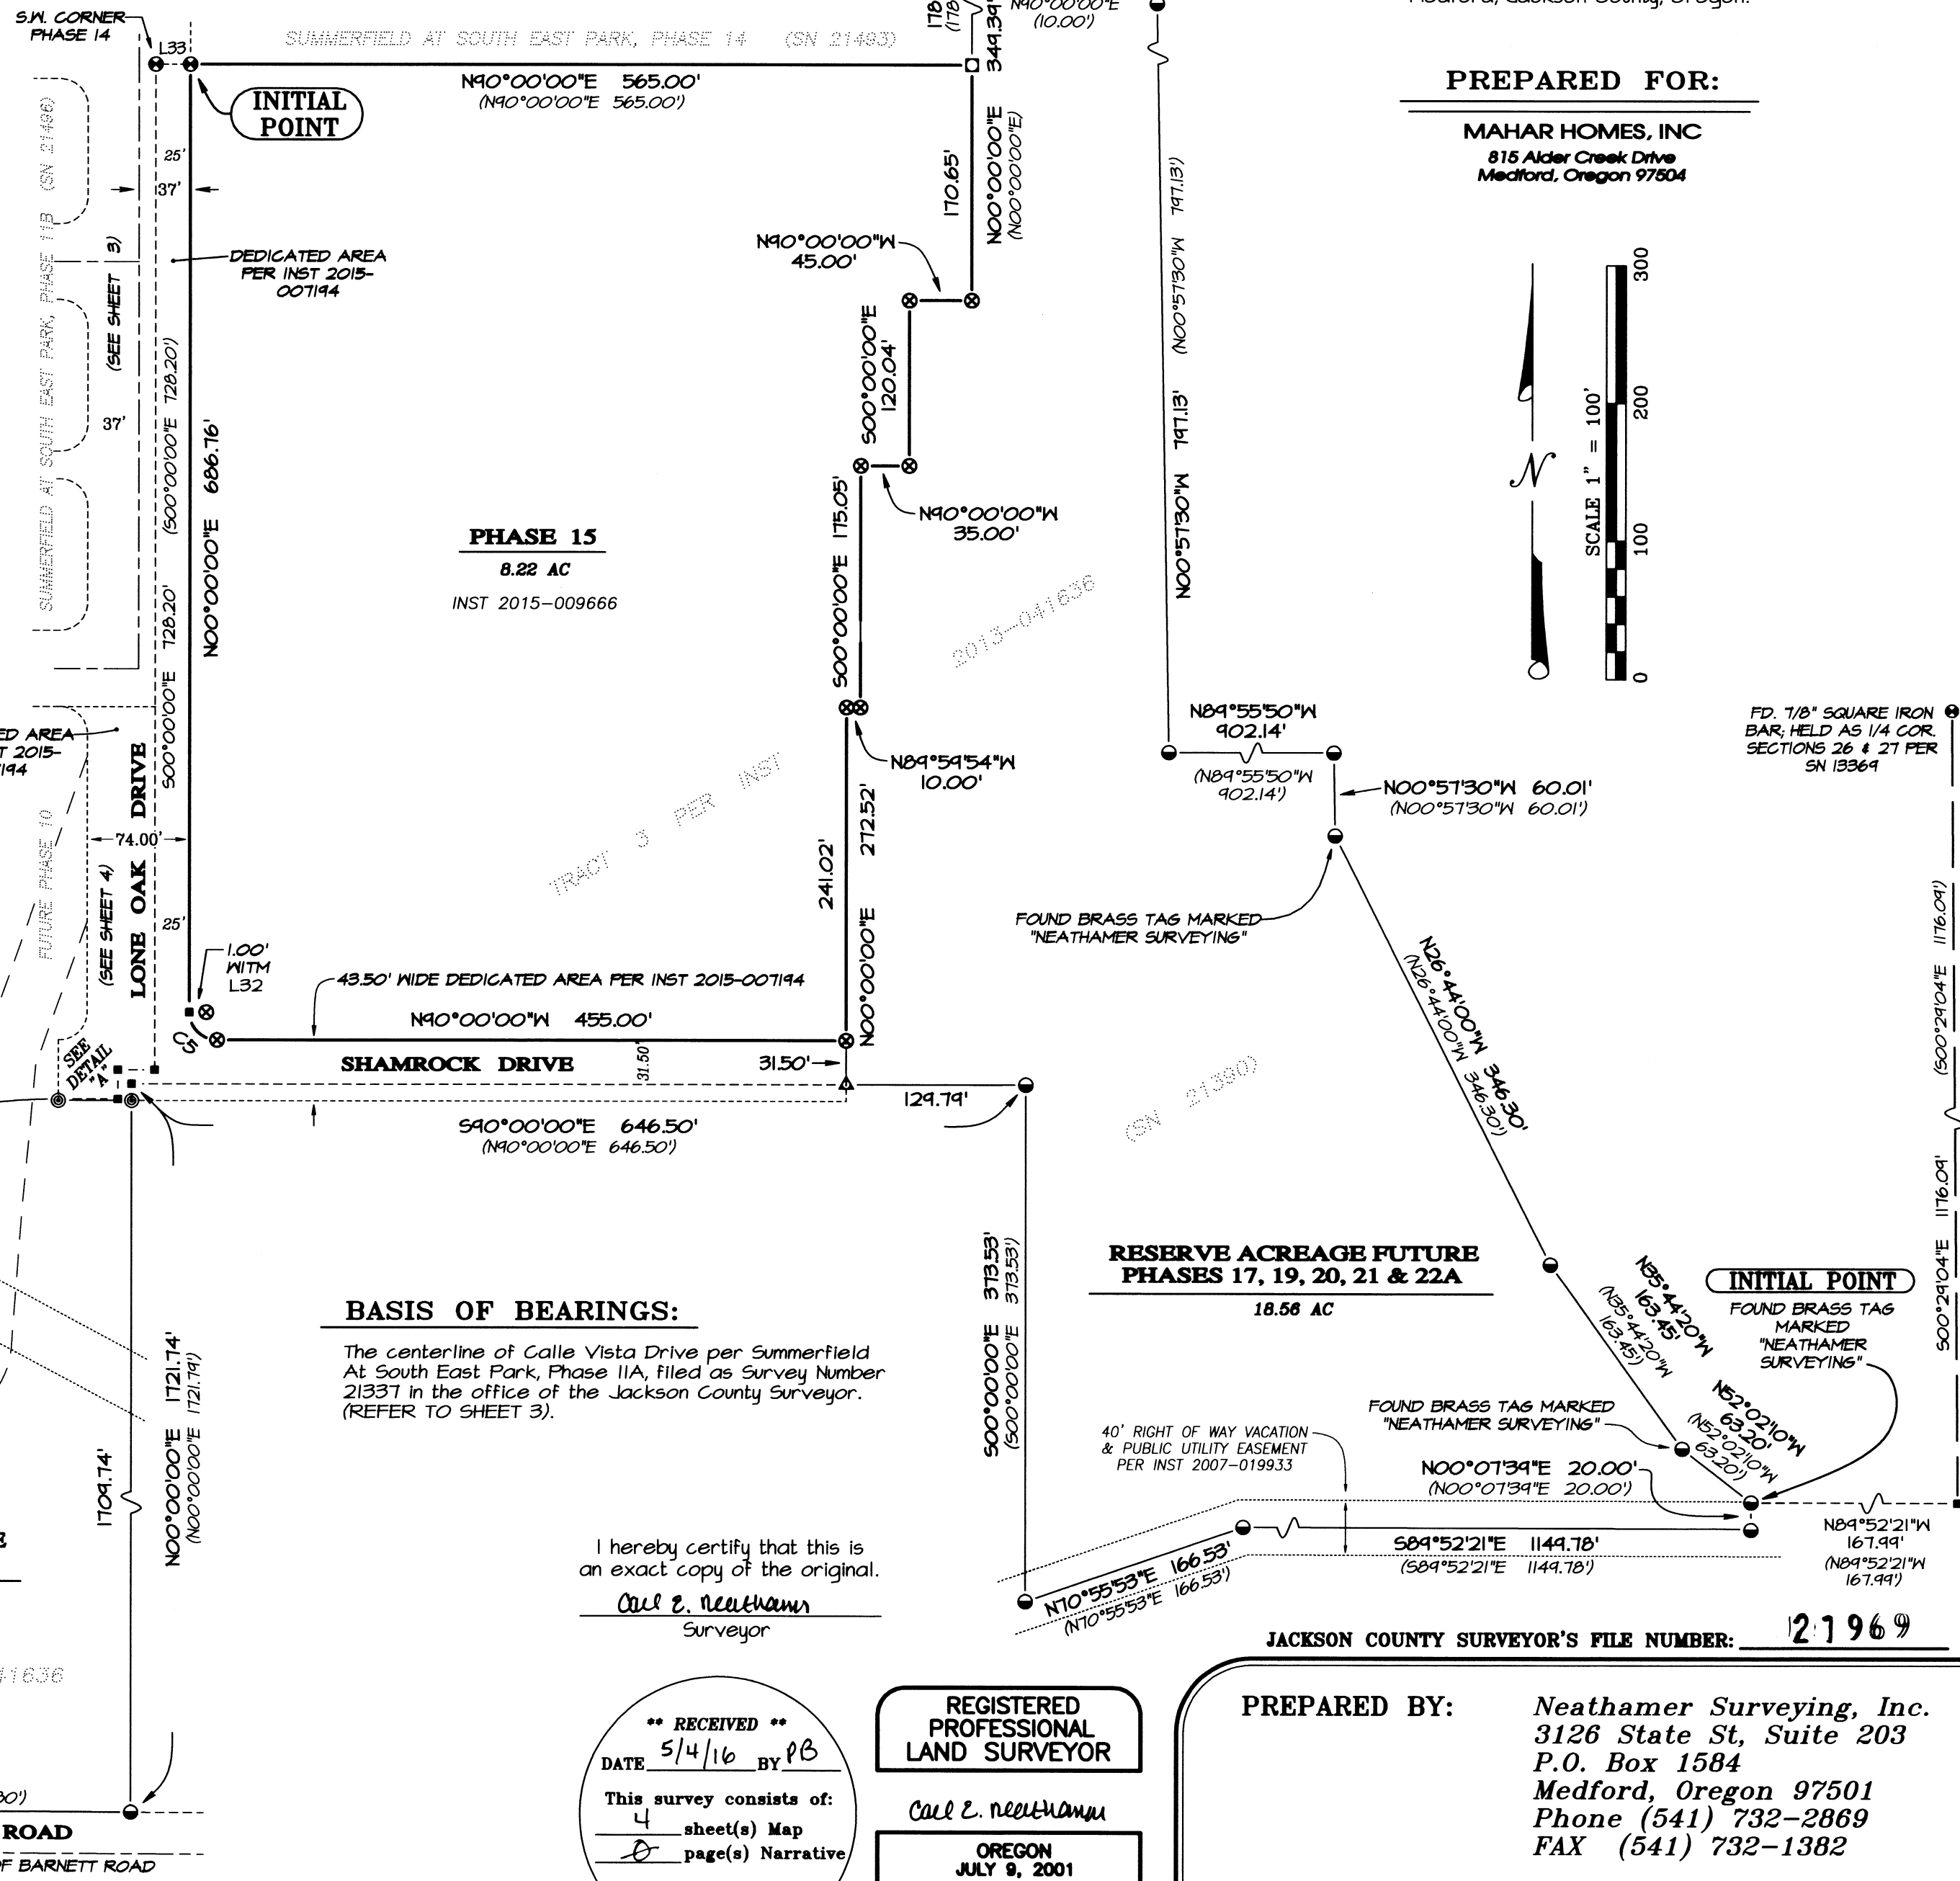 S.W. CORNER
PHASE 14
L33
SUMMERFIELD AT SOUTH EAST PARK, PHASE 14 (SN 21493)
N90°00'00"E 565.00'
(N90°00'00"E 565.00')
INITIAL
POINT
25'
37'
DEDICATED AREA
PER INST 2015-
007194
(SEE SHEET 3)
SUMMERFIELD AT SOUTH EAST PARK, PHASE 11B (SN 21496)
37'
S00°00'00"E 728.20'
(S00°00'00"E 728.20')
N00°00'00"E 686.76'
178
(178
349.39'
N90°00'00"E
(10.00')
170.65'
N00°00'00"E
(N00°00'00"E)
N90°00'00"W
45.00'
S00°00'00"E
120.04'
N90°00'00"W
35.00'
S00°00'00"E 175.05'
N89°59'54"W
10.00'
241.02'
N00°00'00"E 272.52'
PHASE 15
8.22 AC
INST 2015-009666
TRACT 3 PER INST
2013-041636
(SN 21390)
N00°57'30"W 797.13'
(N00°57'30"W 797.13')
Medford, Jackson County, Oregon.
PREPARED FOR:
MAHAR HOMES, INC
815 Alder Creek Drive
Medford, Oregon 97504
N
SCALE 1" = 100'
0
100
200
300
N89°55'50"W
902.14'
(N89°55'50"W
902.14')
N00°57'30"W 60.01'
(N00°57'30"W 60.01')
FD. 7/8" SQUARE IRON
BAR; HELD AS 1/4 COR.
SECTIONS 26 & 27 PER
SN 13369
S00°29'04"E 1176.09'
(S00°29'04"E 1176.09')
FOUND BRASS TAG MARKED
"NEATHAMER SURVEYING"
N26°44'00"W 346.30'
(N26°44'00"W 346.30')
ED AREA
T 2015-
194
FUTURE PHASE 10
(SEE SHEET 4)
LONE OAK DRIVE
74.00'
25'
1.00'
WITM
L32
C5
SEE
DETAIL
"A"
43.50' WIDE DEDICATED AREA PER INST 2015-007194
N90°00'00"W 455.00'
SHAMROCK DRIVE
31.50'
31.50'
129.79'
S90°00'00"E 646.50'
(N90°00'00"E 646.50')
S00°00'00"E 373.53'
(S00°00'00"E 373.53')
RESERVE ACREAGE FUTURE
PHASES 17, 19, 20, 21 & 22A
18.56 AC
N35°44'20"W
163.45'
(N35°44'20"W
163.45')
INITIAL POINT
FOUND BRASS TAG
MARKED
"NEATHAMER
SURVEYING"
N52°02'10"W
63.20'
(N52°02'10"W
63.20')
FOUND BRASS TAG MARKED
"NEATHAMER SURVEYING"
N00°07'39"E 20.00'
(N00°07'39"E 20.00')
40' RIGHT OF WAY VACATION
& PUBLIC UTILITY EASEMENT
PER INST 2007-019933
S89°52'21"E 1149.78'
(S89°52'21"E 1149.78')
N89°52'21"W
167.99'
(N89°52'21"W
167.99')
N70°55'53"E 166.53'
(N70°55'53"E 166.53')
BASIS OF BEARINGS:
The centerline of Calle Vista Drive per Summerfield
At South East Park, Phase 11A, filed as Survey Number
21337 in the office of the Jackson County Surveyor.
(REFER TO SHEET 3).
1709.74'
N00°00'00"E 1721.74'
(N00°00'00"E 1721.79')
E
41636
30')
ROAD
OF BARNETT ROAD
I hereby certify that this is
an exact copy of the original.
Cael E. Neathamer
Surveyor
JACKSON COUNTY SURVEYOR'S FILE NUMBER: 21969
** RECEIVED **
DATE 5/4/16 BY PB
This survey consists of:
4 sheet(s) Map
0 page(s) Narrative
REGISTERED
PROFESSIONAL
LAND SURVEYOR
Cael E. Neathamer
OREGON
JULY 9, 2001
PREPARED BY:
Neathamer Surveying, Inc.
3126 State St, Suite 203
P.O. Box 1584
Medford, Oregon 97501
Phone (541) 732-2869
FAX (541) 732-1382